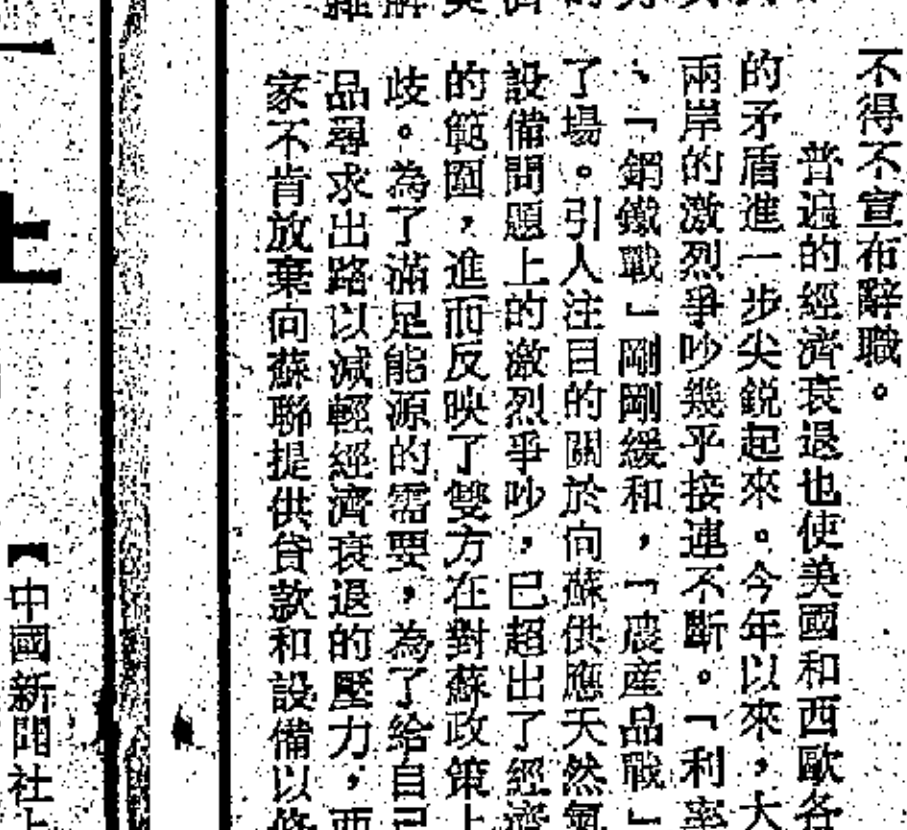 不得不宣布辭職。
普遍的經濟衰退也使美國和西歐各
的矛盾進一步尖銳起來。今年以來，大
兩岸的激烈爭吵幾乎接連不斷。「利率
、「鋼鐵戰」剛剛緩和，「農產品戰」
了場。引人注目的關於向蘇供應天然氣
設備問題上的激烈爭吵，已超出了經濟
的範圍，進而反映了雙方在對蘇政策上
歧。為了滿足能源的需要，為了給自己
品尋求出路以減輕經濟衰退的壓力，西
家不肯放棄向蘇聯提供貸款和設備以
上
【中國新聞社上